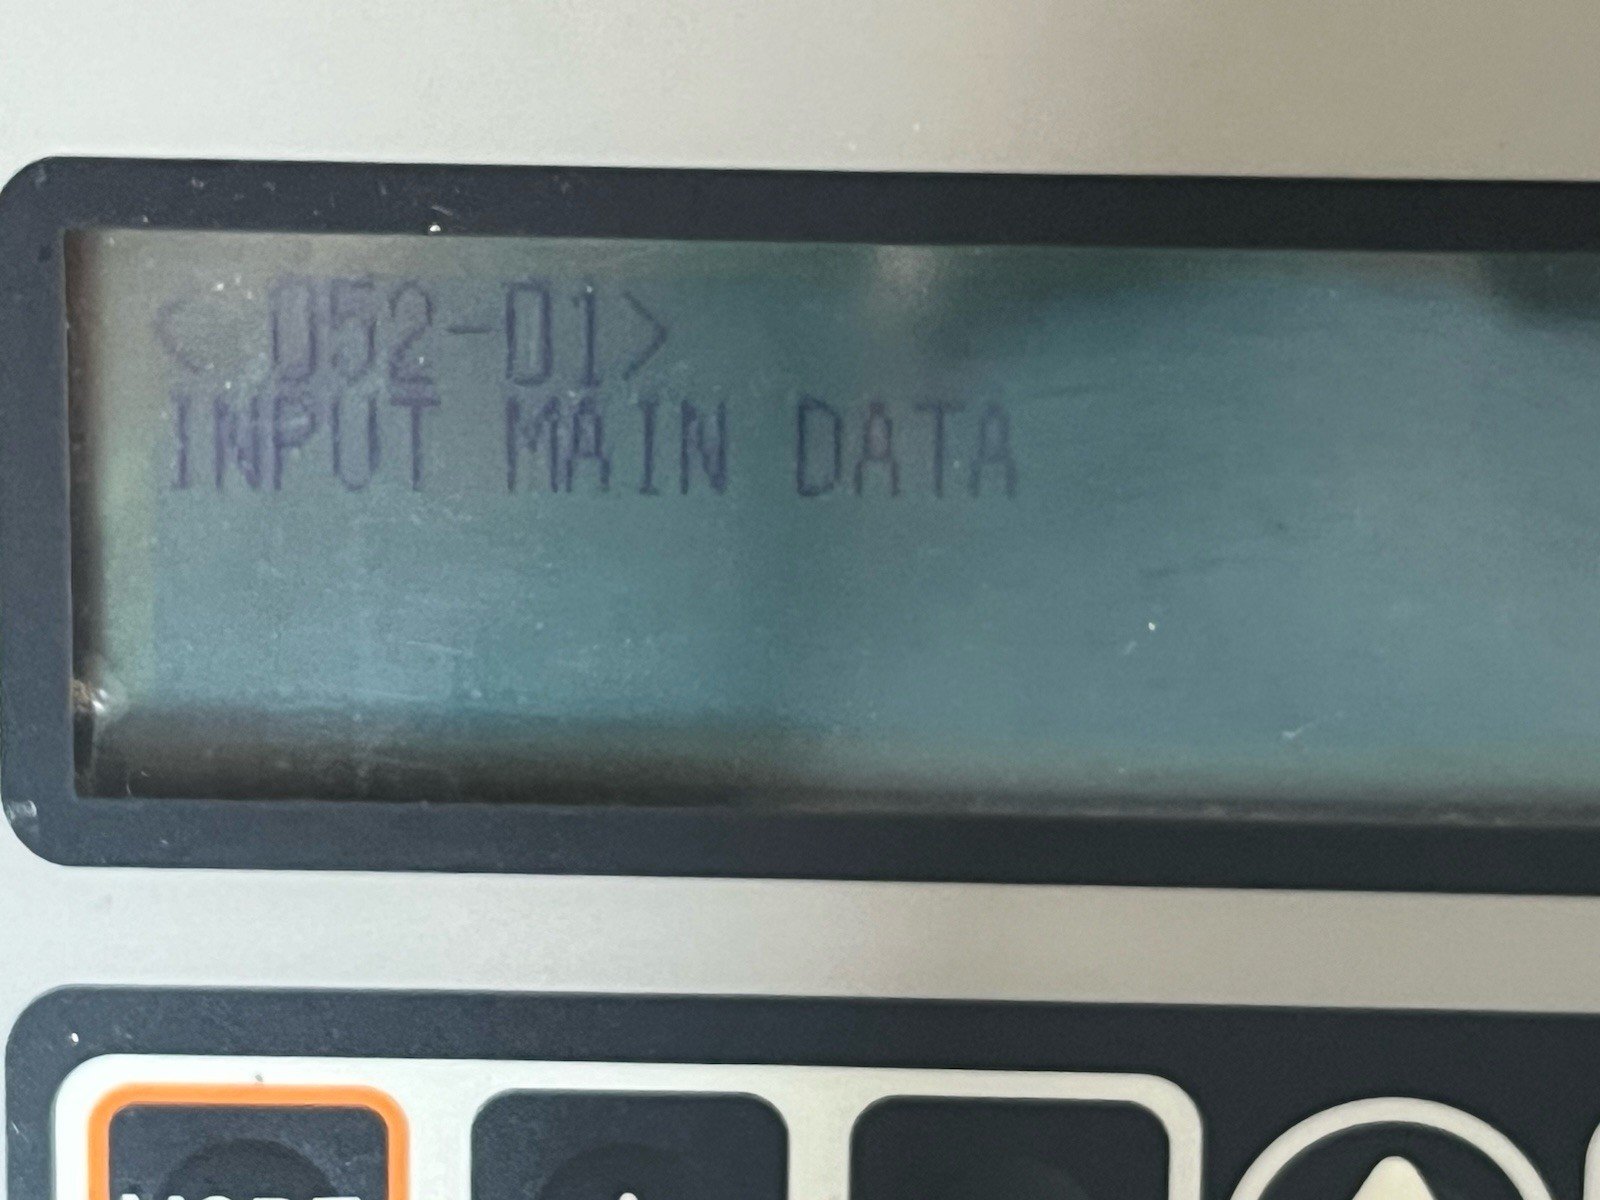 < 052-01>
INPUT MAIN DATA